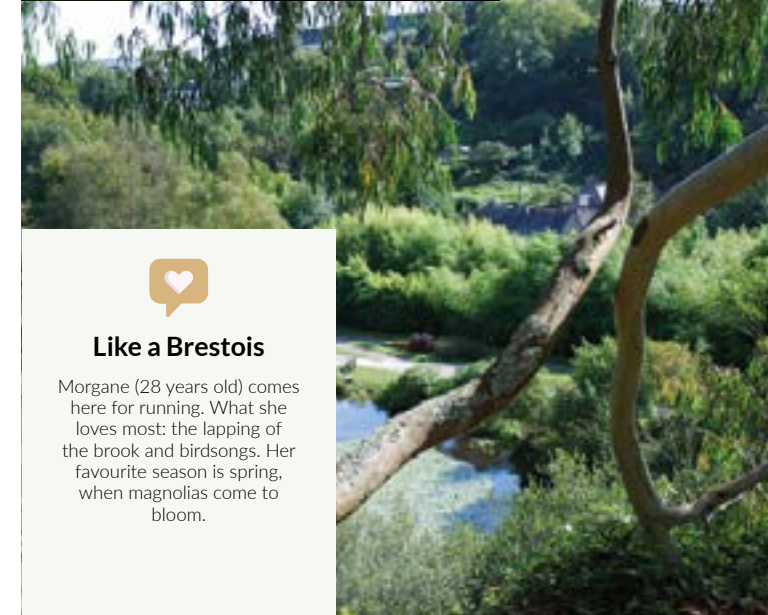 Like a Brestois
Morgane (28 years old) comes
here for running. What she
loves most: the lapping of
the brook and birdsongs. Her
favourite season is spring,
when magnolias come to
bloom.